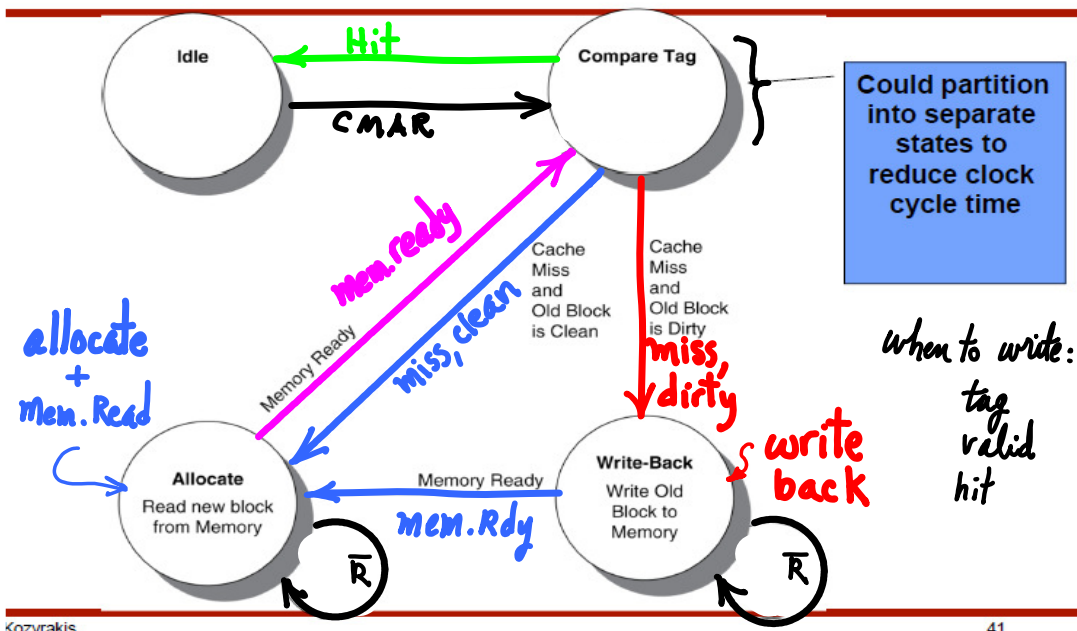 Idle
Hit
Compare Tag
CMAR
Could partition
into separate
states to
reduce clock
cycle time
mem.ready
Memory Ready
miss, clean
Cache
Miss
and
Old Block
is Clean
Cache
Miss
and
Old Block
is Dirty
miss,
dirty
allocate
+
mem.Read
when to write:
tag
valid
hit
Allocate
Read new block
from Memory
Memory Ready
mem.Rdy
Write-Back
Write Old
Block to
Memory
write
back
R̅
R̅
Kozyrakis
41